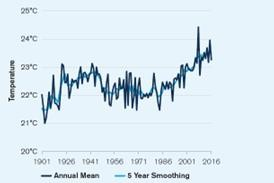 25°C
24°C
23°C
22°C
21°C
20°C
Temperature
1901 1926 1941 1956 1971 1986 2001 2016
Annual Mean 5 Year Smoothing